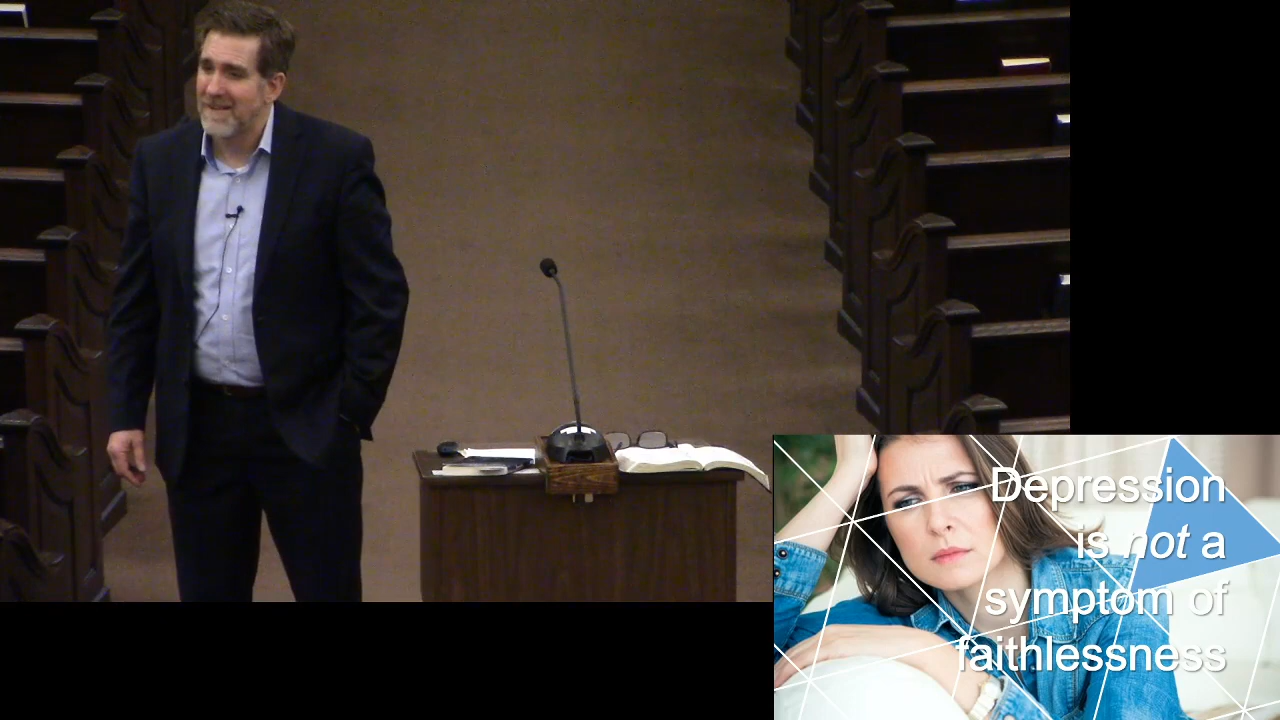 Depression
is not a
symptom of
faithlessness